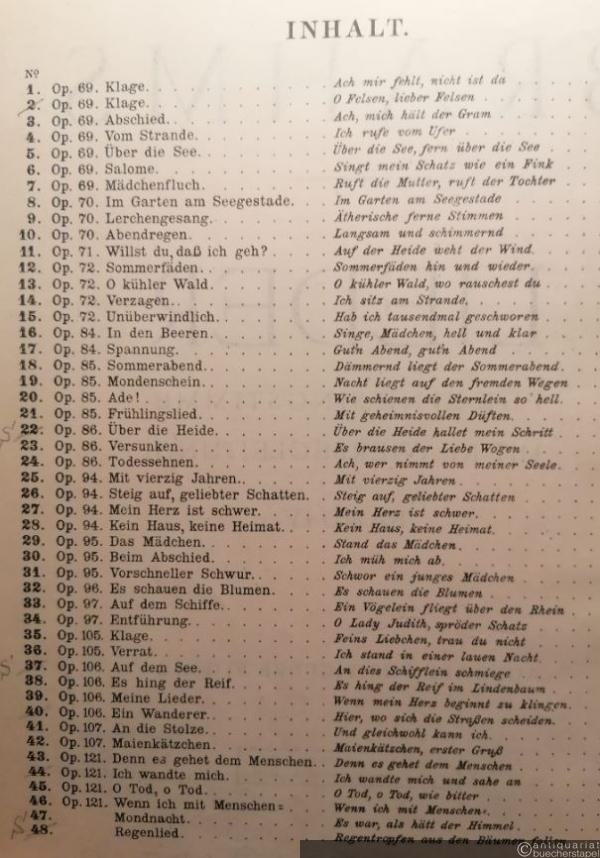 INHALT.
Nº
1. Op. 69. Klage. Ach mir fehlt, nicht ist da
2. Op. 69. Klage. O Felsen, lieber Felsen
3. Op. 69. Abschied. Ach, mich hält der Gram
4. Op. 69. Vom Strande. Ich rufe vom Ufer
5. Op. 69. Über die See. Über die See, fern über die See
6. Op. 69. Salome. Singt mein Schatz wie ein Fink
7. Op. 69. Mädchenfluch. Ruft die Mutter, ruft der Tochter
8. Op. 70. Im Garten am Seegestade. Im Garten am Seegestade
9. Op. 70. Lerchengesang. Ätherische ferne Stimmen
10. Op. 70. Abendregen. Langsam und schimmernd
11. Op. 71. Willst du, daß ich geh? Auf der Heide weht der Wind.
12. Op. 72. Sommerfäden. Sommerfäden hin und wieder.
13. Op. 72. O kühler Wald. O kühler Wald, wo rauschest du
14. Op. 72. Verzagen. Ich sitz am Strande.
15. Op. 72. Unüberwindlich. Hab ich tausendmal geschworen
16. Op. 84. In den Beeren. Singe, Mädchen, hell und klar
17. Op. 84. Spannung. Gut'n Abend, gut'n Abend
18. Op. 85. Sommerabend. Dämmernd liegt der Sommerabend.
19. Op. 85. Mondenschein. Nacht liegt auf den fremden Wegen
20. Op. 85. Ade! Wie schienen die Sternlein so hell.
21. Op. 85. Frühlingslied. Mit geheimnisvollen Düften.
22. Op. 86. Über die Heide. Über die Heide hallet mein Schritt
23. Op. 86. Versunken. Es brausen der Liebe Wogen
24. Op. 86. Todessehnen. Ach, wer nimmt von meiner Seele.
25. Op. 94. Mit vierzig Jahren. Mit vierzig Jahren
26. Op. 94. Steig auf, geliebter Schatten. Steig auf, geliebter Schatten
27. Op. 94. Mein Herz ist schwer. Mein Herz ist schwer.
28. Op. 94. Kein Haus, keine Heimat. Kein Haus, keine Heimat.
29. Op. 95. Das Mädchen. Stand das Mädchen.
30. Op. 95. Beim Abschied. Ich müh mich ab.
31. Op. 95. Vorschneller Schwur. Schwor ein junges Mädchen
32. Op. 96. Es schauen die Blumen. Es schauen die Blumen
33. Op. 97. Auf dem Schiffe. Ein Vögelein fliegt über den Rhein
34. Op. 97. Entführung. O Lady Judith, spröder Schatz
35. Op. 105. Klage. Feins Liebchen, trau du nicht
36. Op. 105. Verrat. Ich stand in einer lauen Nacht
37. Op. 106. Auf dem See. An dies Schifflein schmiege
38. Op. 106. Es hing der Reif. Es hing der Reif im Lindenbaum
39. Op. 106. Meine Lieder. Wenn mein Herz beginnt zu klingen.
40. Op. 106. Ein Wanderer. Hier, wo sich die Straßen scheiden.
41. Op. 107. An die Stolze. Und gleichwohl kann ich.
42. Op. 107. Maienkätzchen. Maienkätzchen, erster Gruß
43. Op. 121. Denn es gehet dem Menschen. Denn es gehet dem Menschen
44. Op. 121. Ich wandte mich. Ich wandte mich und sahe an
45. Op. 121. O Tod, o Tod. O Tod, o Tod, wie bitter
46. Op. 121. Wenn ich mit Menschen= Wenn ich mit Menschen=
47. Mondnacht. Es war, als hätt der Himmel.
48. Regenlied. Regentropfen aus den Bäumen fallen
antiquariat
buecherstapel